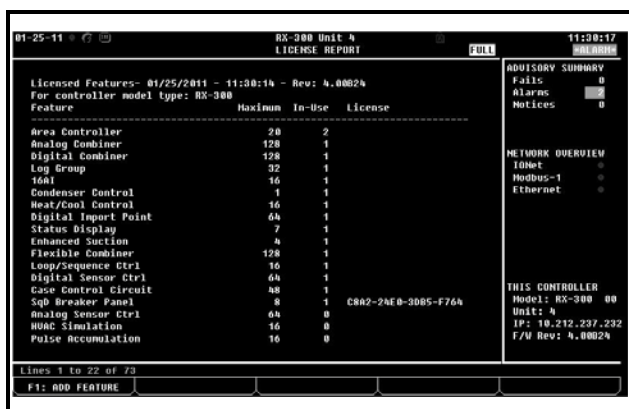 01-25-11 RX-300 Unit 4 11:30:17
LICENSE REPORT FULL *ALARM*
Licensed Features- 01/25/2011 - 11:30:14 - Rev: 4.00B24
For controller model type: RX-300
Feature Maximum In-Use License
Area Controller 20 2
Analog Combiner 128 1
Digital Combiner 128 1
Log Group 32 1
16AI 16 1
Condenser Control 1 1
Heat/Cool Control 16 1
Digital Import Point 64 1
Status Display 7 1
Enhanced Suction 4 1
Flexible Combiner 128 1
Loop/Sequence Ctrl 16 1
Digital Sensor Ctrl 64 1
Case Control Circuit 48 1
SqD Breaker Panel 8 1 C8A2-24E0-3DB5-F764
Analog Sensor Ctrl 64 0
HVAC Simulation 16 0
Pulse Accumulation 16 0
ADVISORY SUMMARY
Fails 0
Alarms 2
Notices 0
NETWORK OVERVIEW
IONet
Modbus-1
Ethernet
THIS CONTROLLER
Model: RX-300 00
Unit: 4
IP: 10.212.237.232
F/W Rev: 4.00B24
Lines 1 to 22 of 73
F1: ADD FEATURE